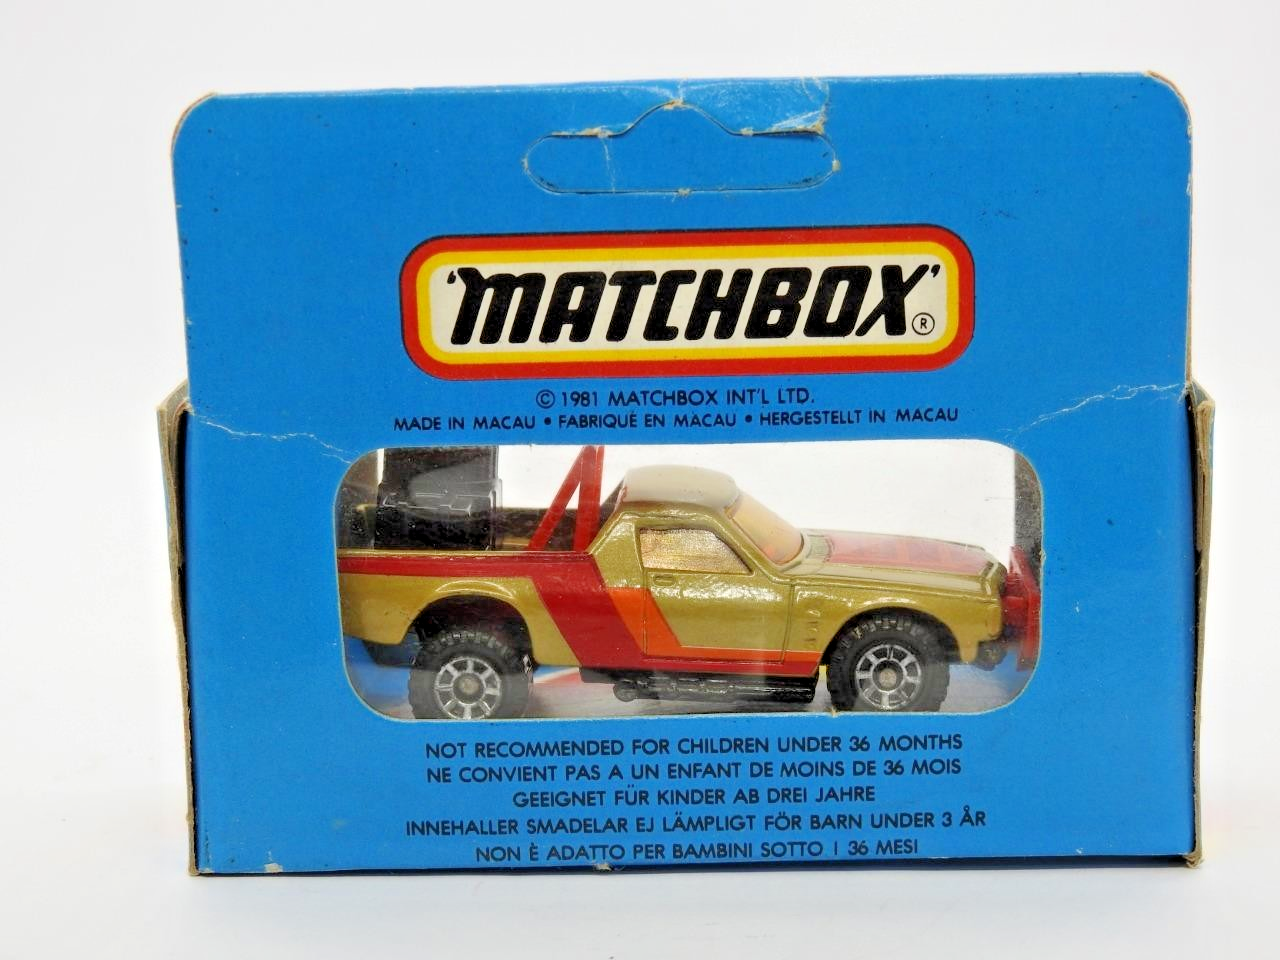 'MATCHBOX' ®
© 1981 MATCHBOX INT'L LTD.
MADE IN MACAU • FABRIQUÉ EN MACAU • HERGESTELLT IN MACAU
NOT RECOMMENDED FOR CHILDREN UNDER 36 MONTHS
NE CONVIENT PAS A UN ENFANT DE MOINS DE 36 MOIS
GEEIGNET FÜR KINDER AB DREI JAHRE
INNEHALLER SMADELAR EJ LÄMPLIGT FÖR BARN UNDER 3 ÅR
NON È ADATTO PER BAMBINI SOTTO I 36 MESI